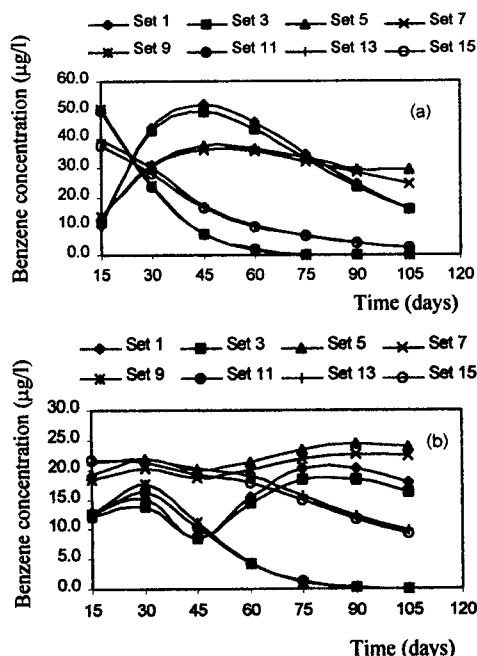 Set 1 Set 3 Set 5 Set 7
Set 9 Set 11 Set 13 Set 15
Benzene concentration (µg/l)
60.0
50.0
40.0
30.0
20.0
10.0
0.0
(a)
15 30 45 60 75 90 105 120
Time (days)
Set 1 Set 3 Set 5 Set 7
Set 9 Set 11 Set 13 Set 15
Benzene concentration (µg/l)
30.0
25.0
20.0
15.0
10.0
5.0
0.0
(b)
15 30 45 60 75 90 105 120
Time (days)